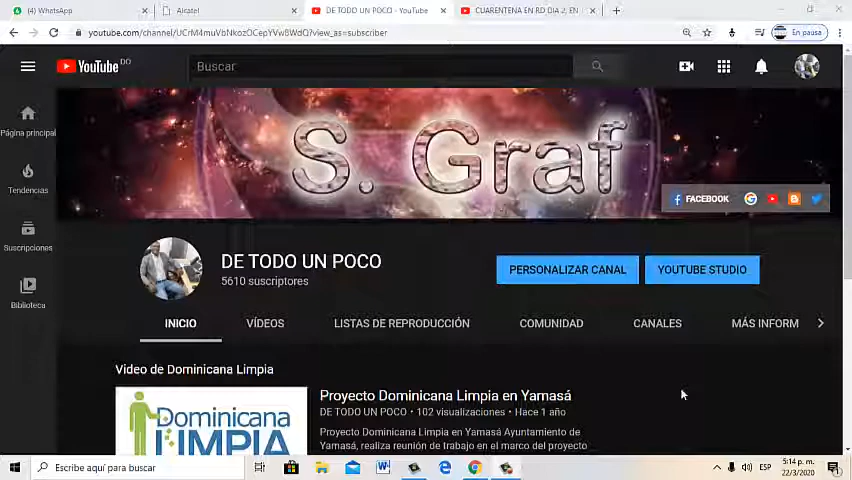 WhatsApp
Alcatel
DE TODO UN POCO - YouTube
CUARENTENA EN RD DIA 2, EN
youtube.com/channel/UCrM4muVbNkozOCepYVw8WdQ?view_as=subscriber
En pausa
YouTube DO
Buscar
S. Graf
FACEBOOK
Página principal
Tendencias
Suscripciones
Biblioteca
DE TODO UN POCO
5610 suscriptores
PERSONALIZAR CANAL
YOUTUBE STUDIO
INICIO
VÍDEOS
LISTAS DE REPRODUCCIÓN
COMUNIDAD
CANALES
MÁS INFORM
Video de Dominicana Limpia
Dominicana
LIMPIA
Proyecto Dominicana Limpia en Yamasá
DE TODO UN POCO • 102 visualizaciones • Hace 1 año
Proyecto Dominicana Limpia en Yamasá Ayuntamiento de
Yamasá, realiza reunión de trabajo en el marco del proyecto
Escribe aquí para buscar
ESP
5:14 p. m.
22/3/2020